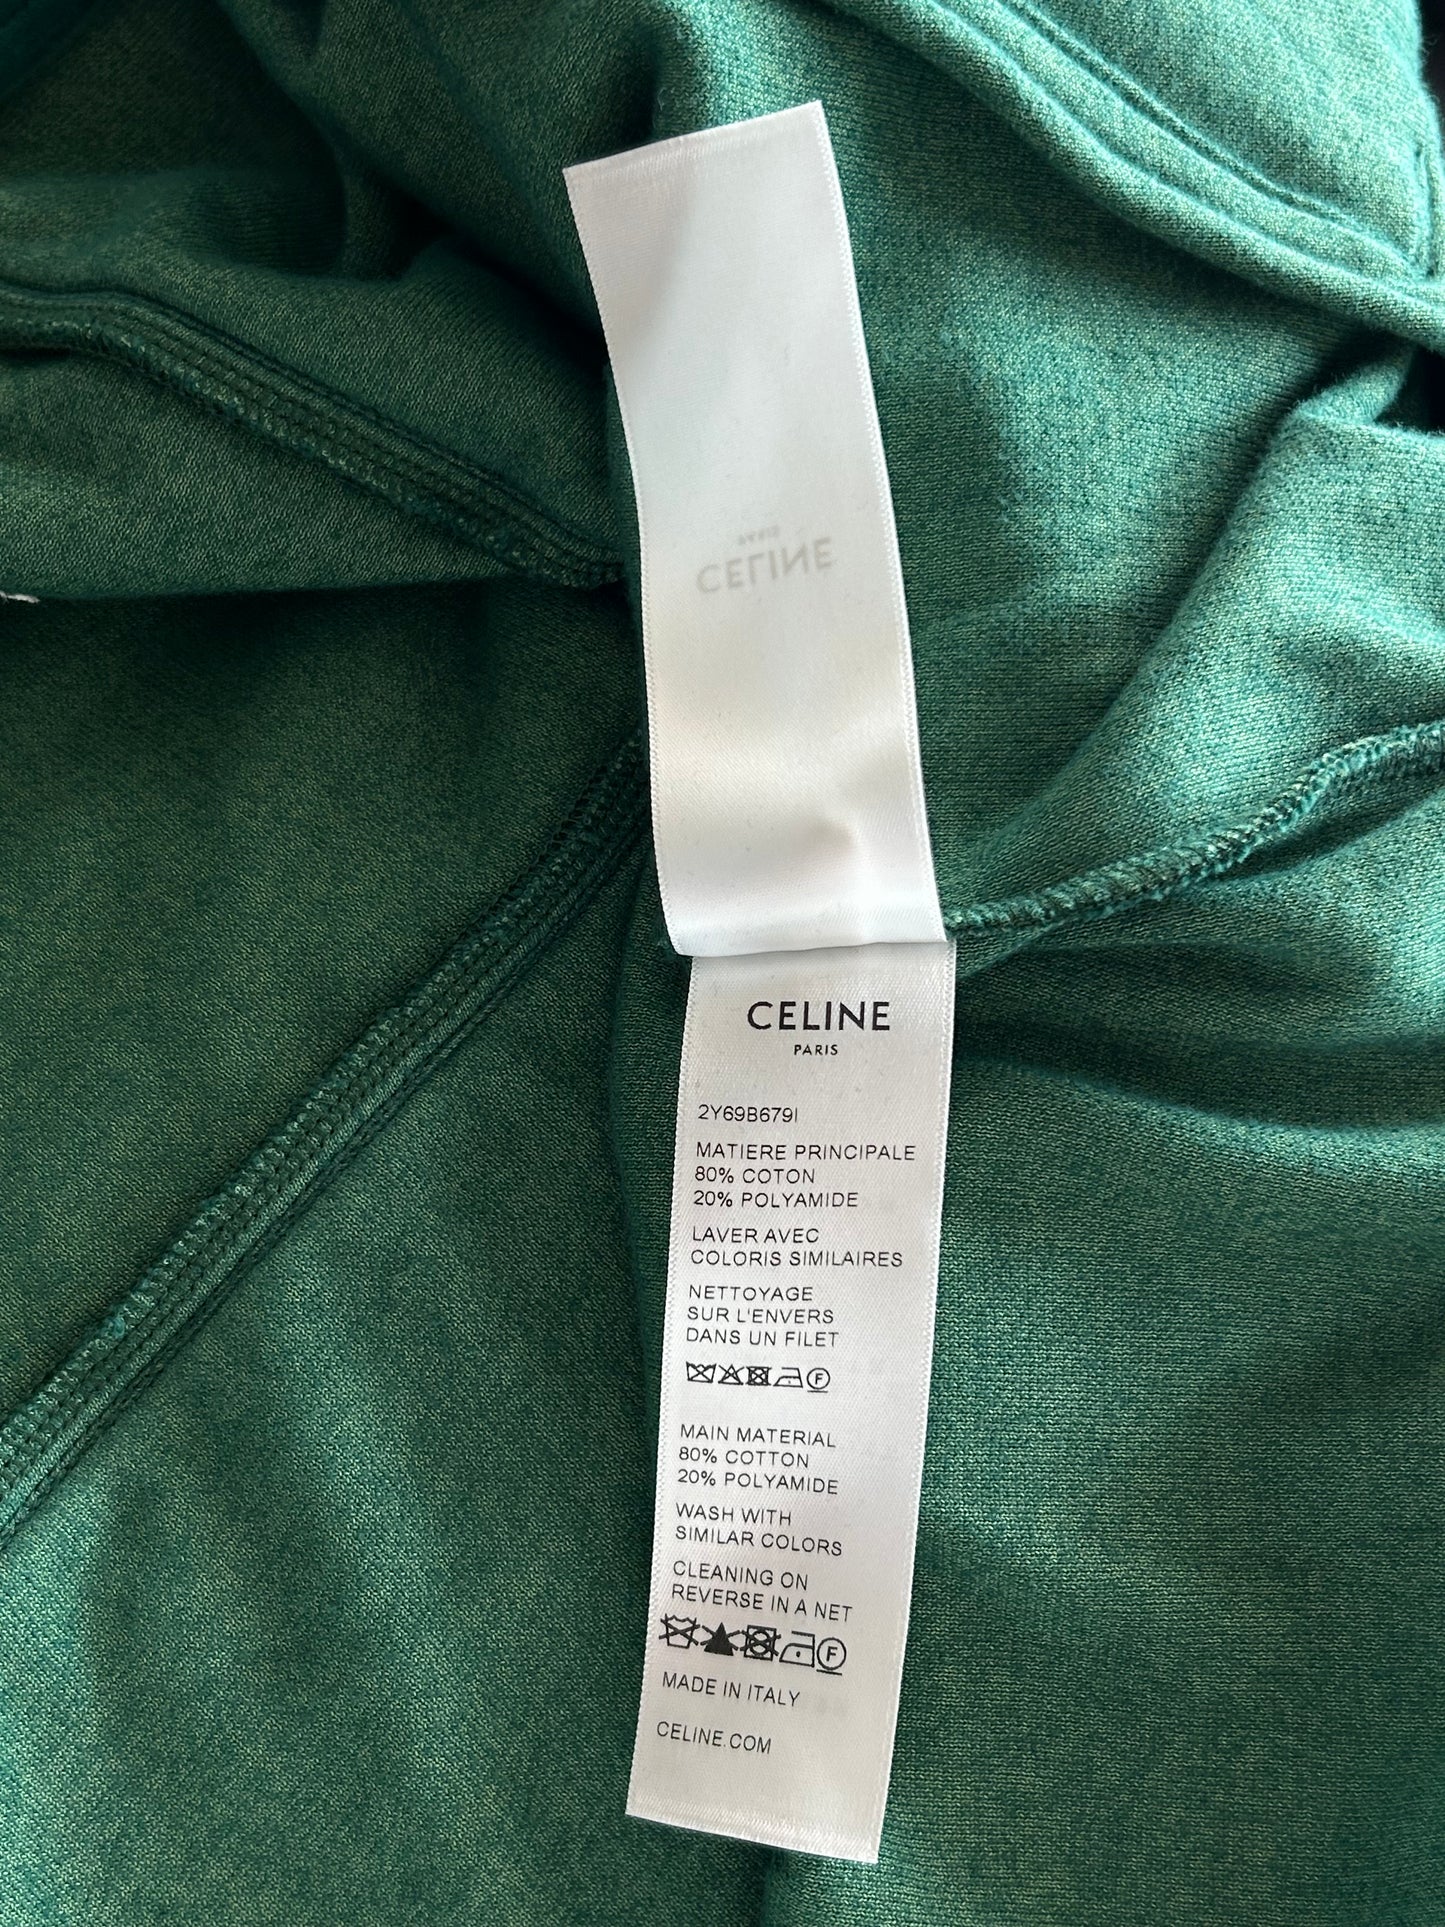 CELINE
PARIS
CELINE
PARIS
2Y69B679I
MATIERE PRINCIPALE
80% COTON
20% POLYAMIDE
LAVER AVEC
COLORIS SIMILAIRES
NETTOYAGE
SUR L'ENVERS
DANS UN FILET
F
MAIN MATERIAL
80% COTTON
20% POLYAMIDE
WASH WITH
SIMILAR COLORS
CLEANING ON
REVERSE IN A NET
F
MADE IN ITALY
CELINE.COM